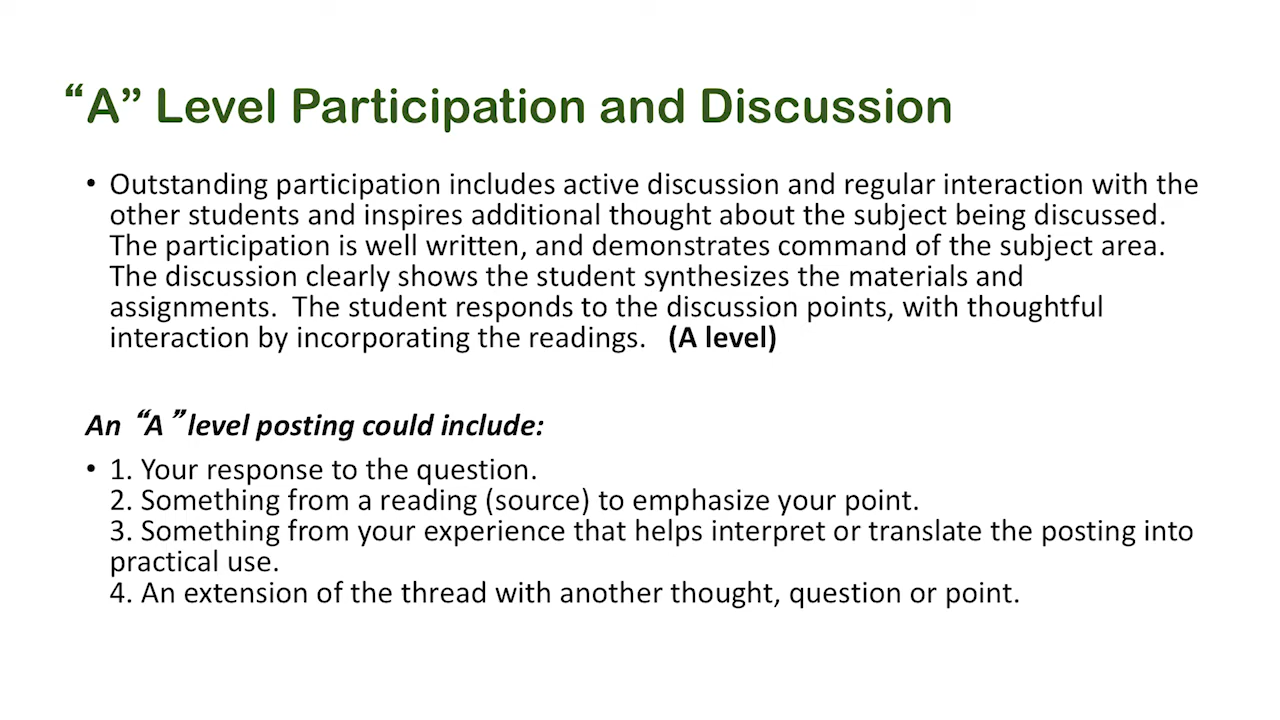 “A” Level Participation and Discussion
• Outstanding participation includes active discussion and regular interaction with the
other students and inspires additional thought about the subject being discussed.
The participation is well written, and demonstrates command of the subject area.
The discussion clearly shows the student synthesizes the materials and
assignments.  The student responds to the discussion points, with thoughtful
interaction by incorporating the readings.   (A level)
An “A” level posting could include:
• 1. Your response to the question.
2. Something from a reading (source) to emphasize your point.
3. Something from your experience that helps interpret or translate the posting into
practical use.
4. An extension of the thread with another thought, question or point.